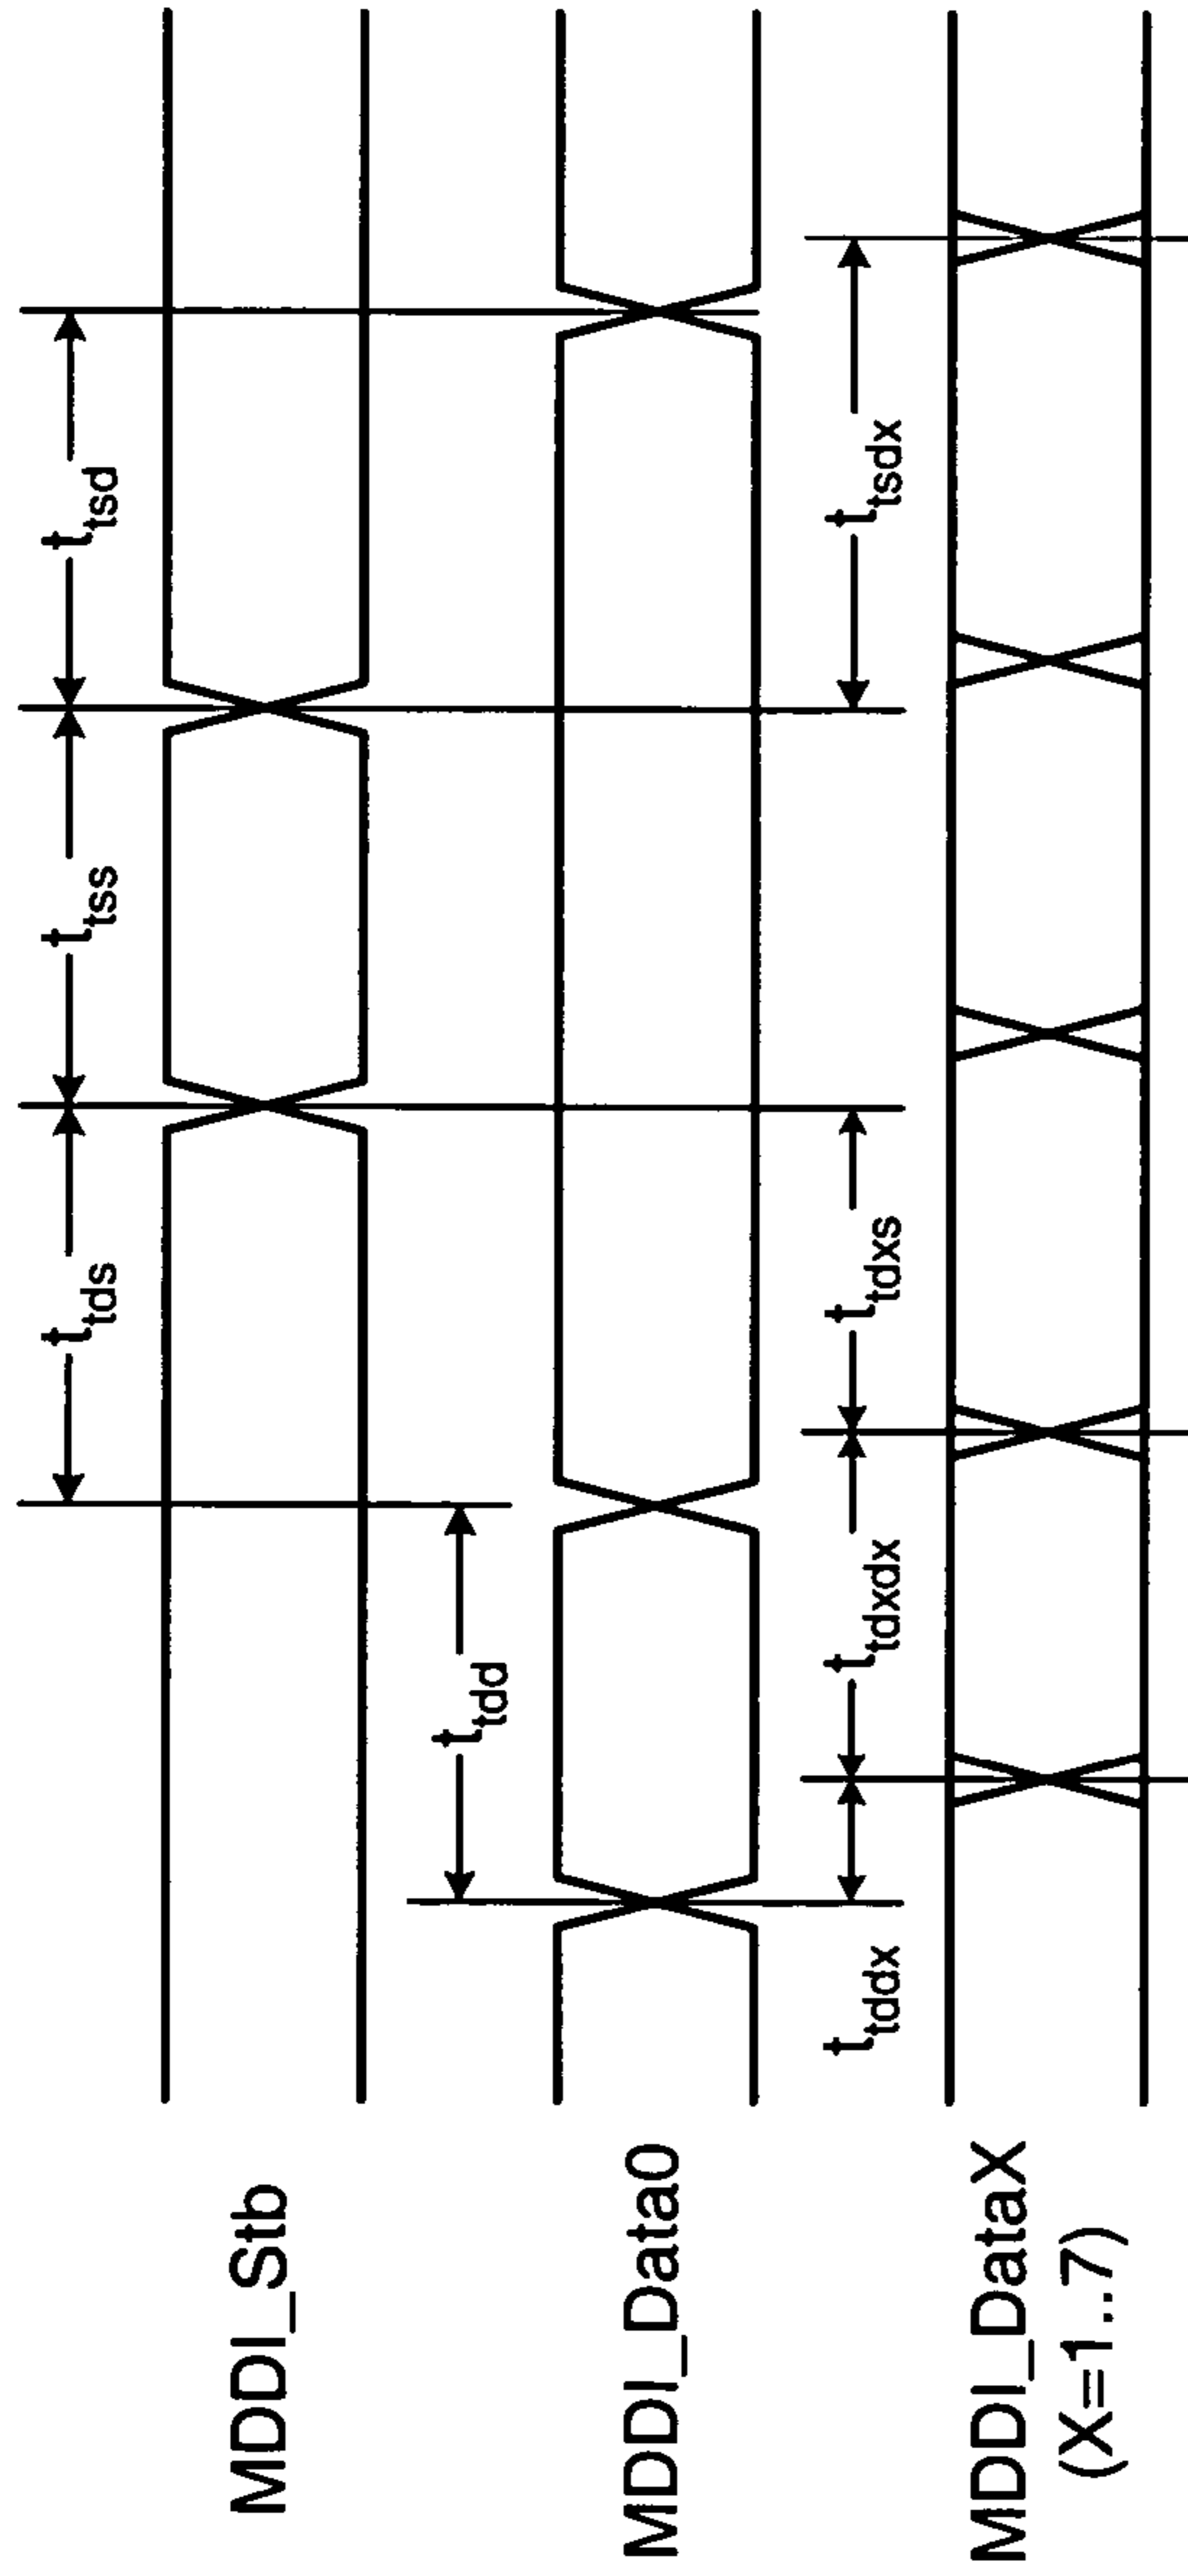 t_tds
t_tss
t_tsd
MDDI_Stb
t_tdd
MDDI_Data0
t_tddx
t_tdxdx
t_tdxs
t_tsdx
MDDI_DataX
(X=1..7)